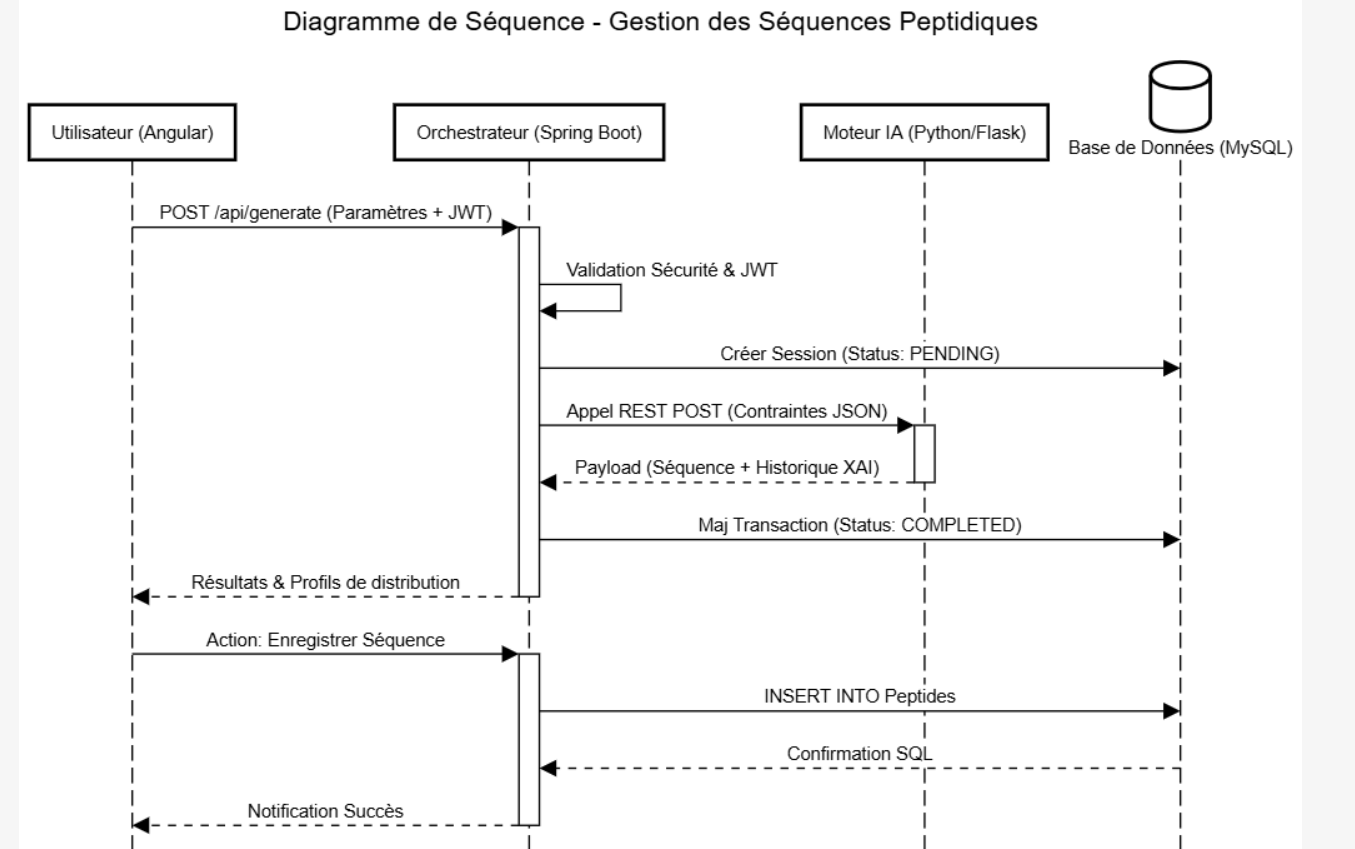 Diagramme de Séquence - Gestion des Séquences Peptidiques
Utilisateur (Angular)
Orchestrateur (Spring Boot)
Moteur IA (Python/Flask)
Base de Données (MySQL)
POST /api/generate (Paramètres + JWT)
Validation Sécurité & JWT
Créer Session (Status: PENDING)
Appel REST POST (Contraintes JSON)
Payload (Séquence + Historique XAI)
Maj Transaction (Status: COMPLETED)
Résultats & Profils de distribution
Action: Enregistrer Séquence
INSERT INTO Peptides
Confirmation SQL
Notification Succès